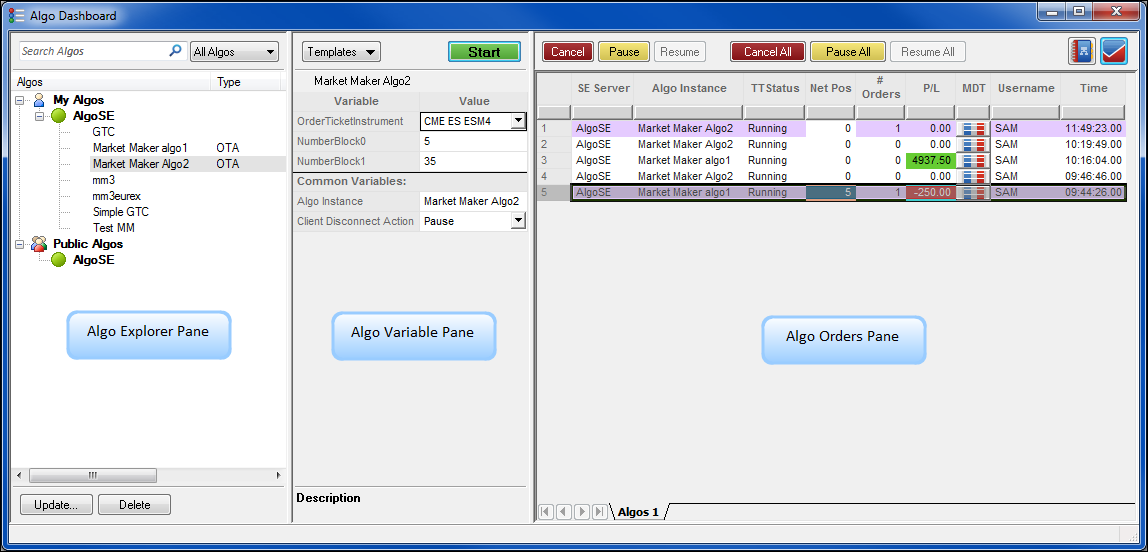 Algo Dashboard
Search Algos
All Algos
Algos Type
My Algos
AlgoSE
GTC
Market Maker algo1 OTA
Market Maker Algo2 OTA
mm3
mm3eurex
Simple GTC
Test MM
Public Algos
AlgoSE
Algo Explorer Pane
Update... Delete
Templates Start
Market Maker Algo2
Variable Value
OrderTicketInstrument CME ES ESM4
NumberBlock0 5
NumberBlock1 35
Common Variables:
Algo Instance Market Maker Algo2
Client Disconnect Action Pause
Algo Variable Pane
Description
Cancel Pause Resume Cancel All Pause All Resume All
SE Server Algo Instance TTStatus Net Pos # Orders P/L MDT Username Time
1 AlgoSE Market Maker Algo2 Running 0 1 0.00 SAM 11:49:23.00
2 AlgoSE Market Maker Algo2 Running 0 0 0.00 SAM 10:19:49.00
3 AlgoSE Market Maker algo1 Running 0 0 4937.50 SAM 10:16:04.00
4 AlgoSE Market Maker Algo2 Running 0 0 0.00 SAM 09:46:46.00
5 AlgoSE Market Maker algo1 Running 5 1 -250.00 SAM 09:44:26.00
Algo Orders Pane
Algos 1